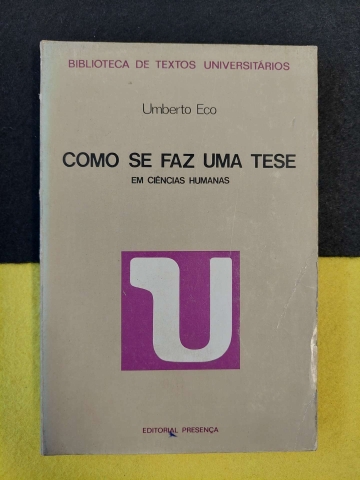 BIBLIOTECA DE TEXTOS UNIVERSITÁRIOS
Umberto Eco
COMO SE FAZ UMA TESE
EM CIÊNCIAS HUMANAS
U
EDITORIAL PRESENÇA